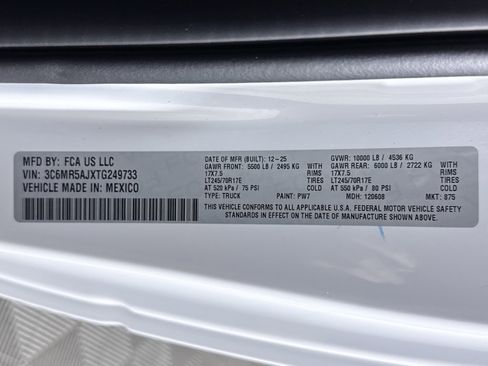 MFD BY: FCA US LLC
VIN: 3C6MR5AJXTG249733
VEHICLE MADE IN: MEXICO
DATE OF MFR (BUILT): 12-25 GVWR: 10000 LB / 4536 KG
GAWR FRONT: 5500 LB / 2495 KG WITH GAWR REAR: 6000 LB / 2722 KG WITH
17X7.5 RIMS 17X7.5 RIMS
LT245/70R17E TIRES LT245/70R17E TIRES
AT 520 kPa / 75 PSI COLD AT 550 kPa / 80 PSI COLD
TYPE: TRUCK PAINT: PW7 MDH: 120608 MKT: 875
THIS VEHICLE CONFORMS TO ALL APPLICABLE U.S.A. FEDERAL MOTOR VEHICLE SAFETY
STANDARDS IN EFFECT ON THE DATE OF MANUFACTURE SHOWN ABOVE.